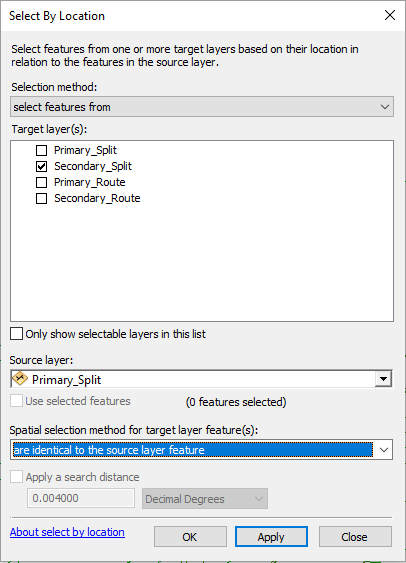 Select By Location
Select features from one or more target layers based on their location in
relation to the features in the source layer.
Selection method:
select features from
Target layer(s):
Primary_Split
Secondary_Split
Primary_Route
Secondary_Route
Only show selectable layers in this list
Source layer:
Primary_Split
Use selected features (0 features selected)
Spatial selection method for target layer feature(s):
are identical to the source layer feature
Apply a search distance
0.004000 Decimal Degrees
About select by location OK Apply Close